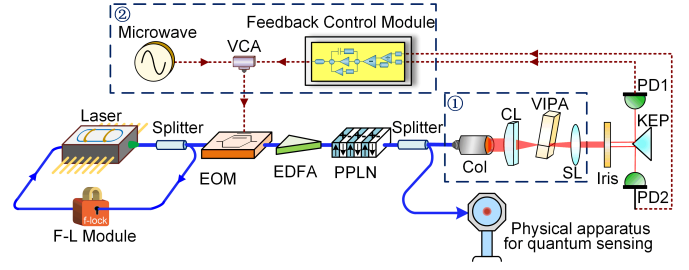 ②
Microwave
VCA
Feedback Control Module
Laser
Splitter
EOM
EDFA
PPLN
Splitter
①
Col
CL
VIPA
SL
Iris
PD1
KEP
PD2
f-lock
F-L Module
Physical apparatus
for quantum sensing